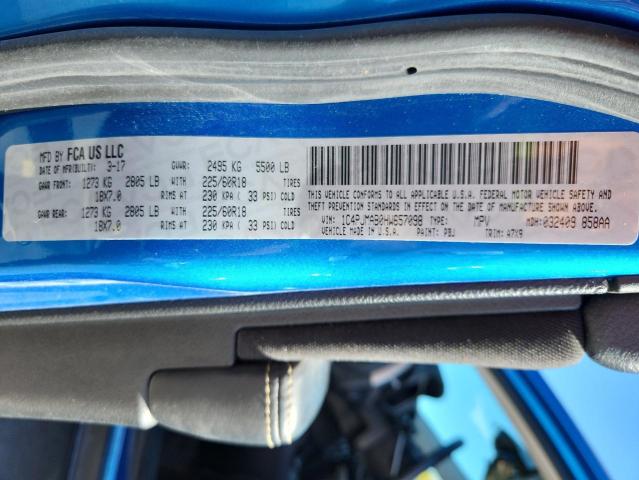 MFD BY FCA US LLC
DATE OF MFR(BUILT): 3-17 GVWR: 2495 KG 5500 LB
GAWR FRONT: 1273 KG 2805 LB WITH 225/60R18 TIRES
18X7.0 RIMS AT 230 KPA ( 33 PSI) COLD
GAWR REAR: 1273 KG 2805 LB WITH 225/60R18 TIRES
18X7.0 RIMS AT 230 KPA ( 33 PSI) COLD
THIS VEHICLE CONFORMS TO ALL APPLICABLE U.S.A. FEDERAL MOTOR VEHICLE SAFETY AND
THEFT PREVENTION STANDARDS IN EFFECT ON THE DATE OF MANUFACTURE SHOWN ABOVE.
VIN: 1C4PJMAB0HW657098 TYPE: MPV MDH: 032409 858AA
VEHICLE MADE IN U.S.A. PAINT: PBJ TRIM: A7X9